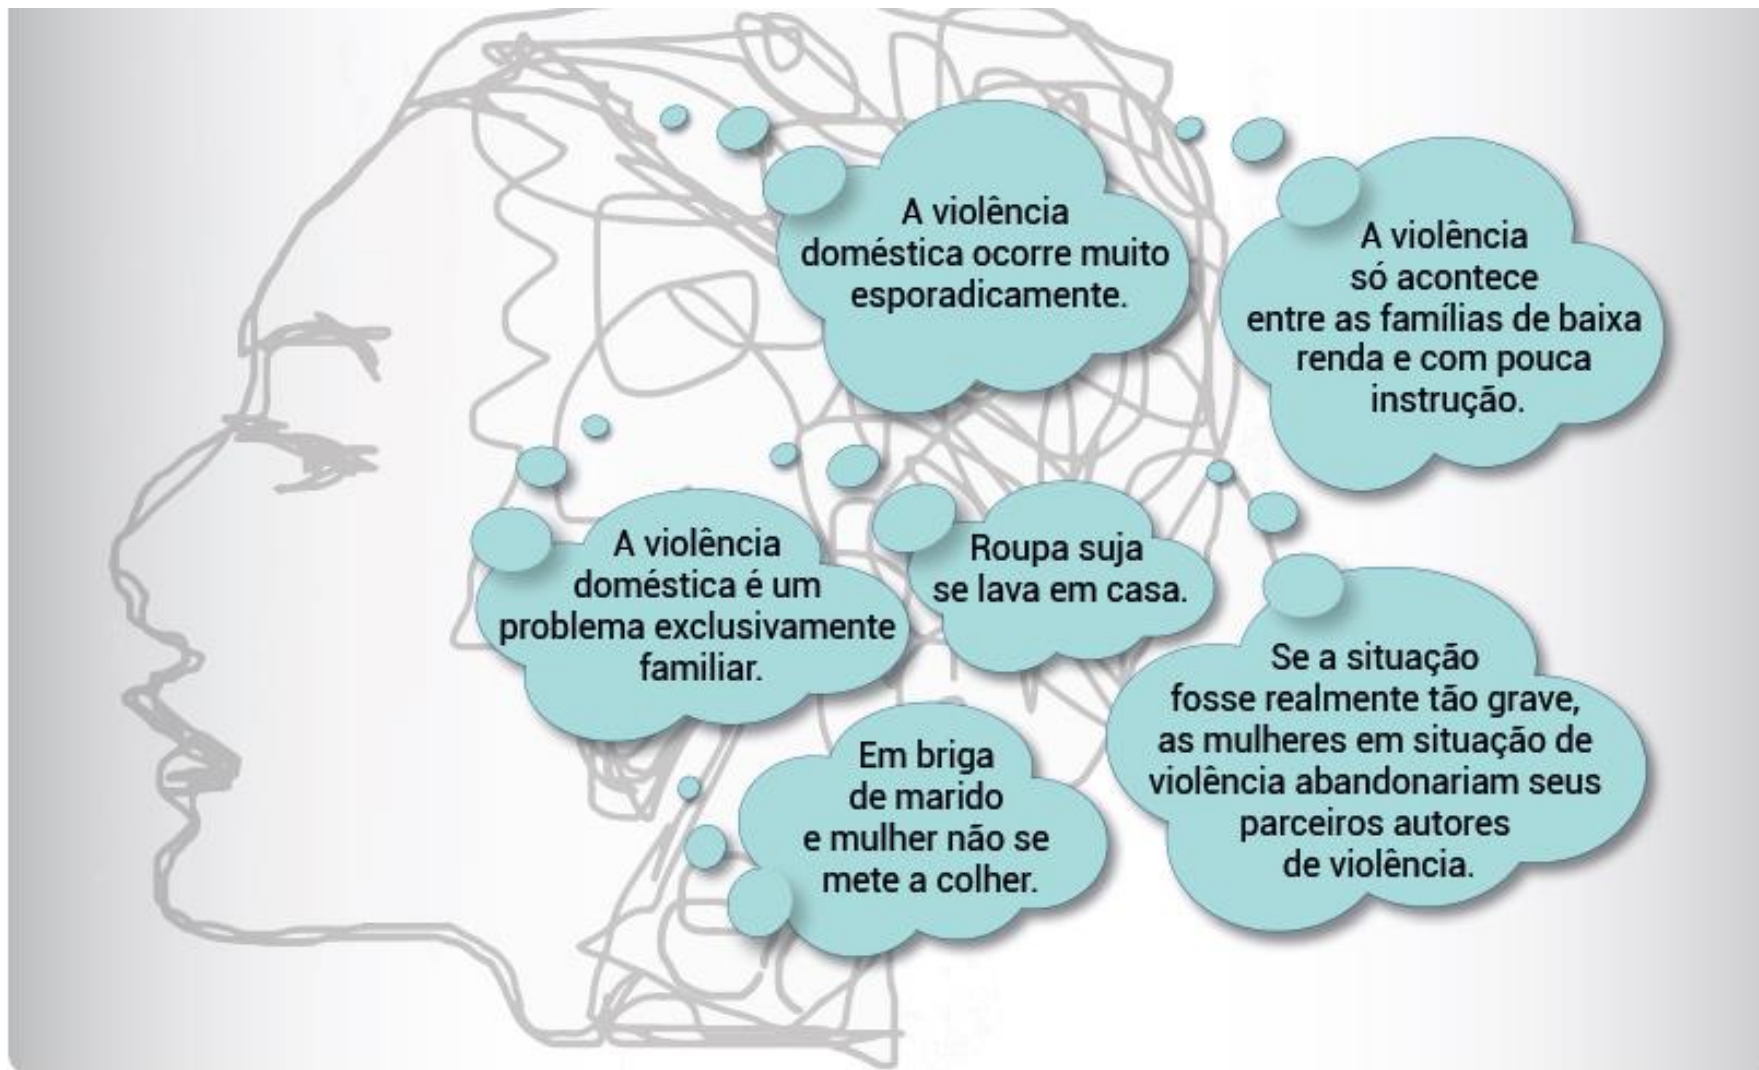 A violência
doméstica ocorre muito
esporadicamente.
A violência
só acontece
entre as famílias de baixa
renda e com pouca
instrução.
A violência
doméstica é um
problema exclusivamente
familiar.
Roupa suja
se lava em casa.
Se a situação
fosse realmente tão grave,
as mulheres em situação de
violência abandonariam seus
parceiros autores
de violência.
Em briga
de marido
e mulher não se
mete a colher.